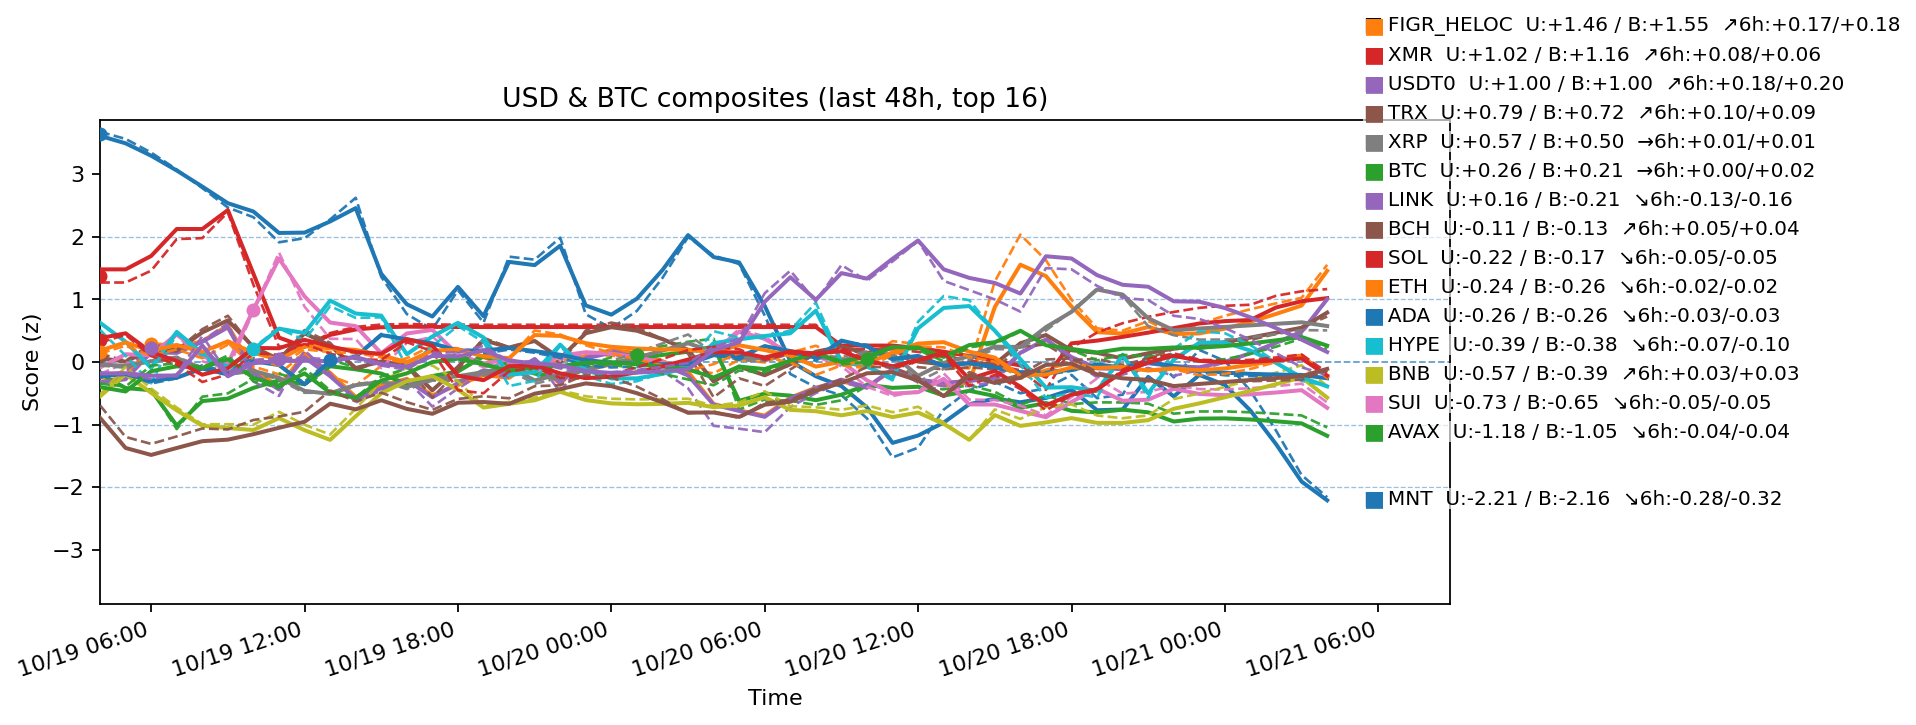 FIGR_HELOC U:+1.46 / B:+1.55 ↗6h:+0.17/+0.18
XMR U:+1.02 / B:+1.16 ↗6h:+0.08/+0.06
USDT0 U:+1.00 / B:+1.00 ↗6h:+0.18/+0.20
USD & BTC composites (last 48h, top 16)
TRX U:+0.79 / B:+0.72 ↗6h:+0.10/+0.09
XRP U:+0.57 / B:+0.50 →6h:+0.01/+0.01
BTC U:+0.26 / B:+0.21 →6h:+0.00/+0.02
LINK U:+0.16 / B:-0.21 ↘6h:-0.13/-0.16
BCH U:-0.11 / B:-0.13 ↗6h:+0.05/+0.04
SOL U:-0.22 / B:-0.17 ↘6h:-0.05/-0.05
ETH U:-0.24 / B:-0.26 ↘6h:-0.02/-0.02
ADA U:-0.26 / B:-0.26 ↘6h:-0.03/-0.03
HYPE U:-0.39 / B:-0.38 ↘6h:-0.07/-0.10
BNB U:-0.57 / B:-0.39 ↗6h:+0.03/+0.03
SUI U:-0.73 / B:-0.65 ↘6h:-0.05/-0.05
AVAX U:-1.18 / B:-1.05 ↘6h:-0.04/-0.04
MNT U:-2.21 / B:-2.16 ↘6h:-0.28/-0.32
Score (z)
3
2
1
0
−1
−2
−3
10/19 06:00
10/19 12:00
10/19 18:00
10/20 00:00
10/20 06:00
10/20 12:00
10/20 18:00
10/21 00:00
10/21 06:00
Time